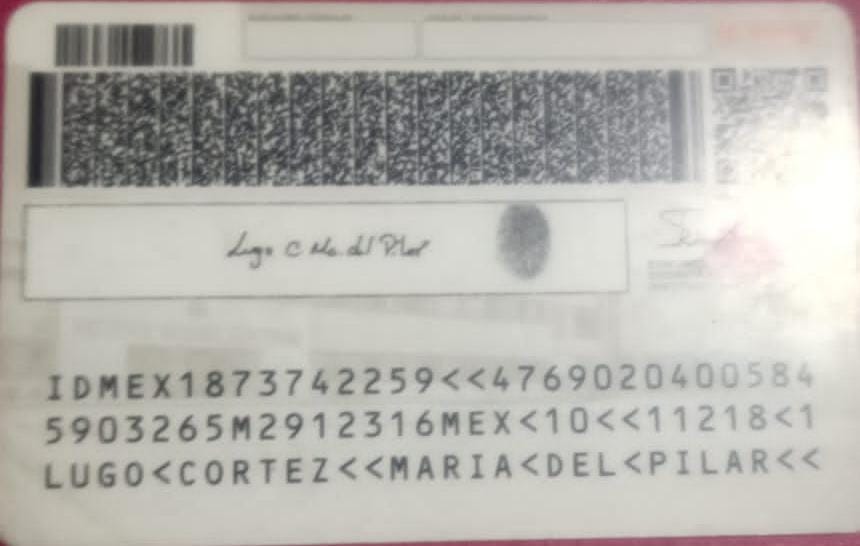 Lugo C Ma. del Pilar
IDMEX1873742259<<4769020400584
5903265M2912316MEX<10<<11218<1
LUGO<CORTEZ<<MARIA<DEL<PILAR<<